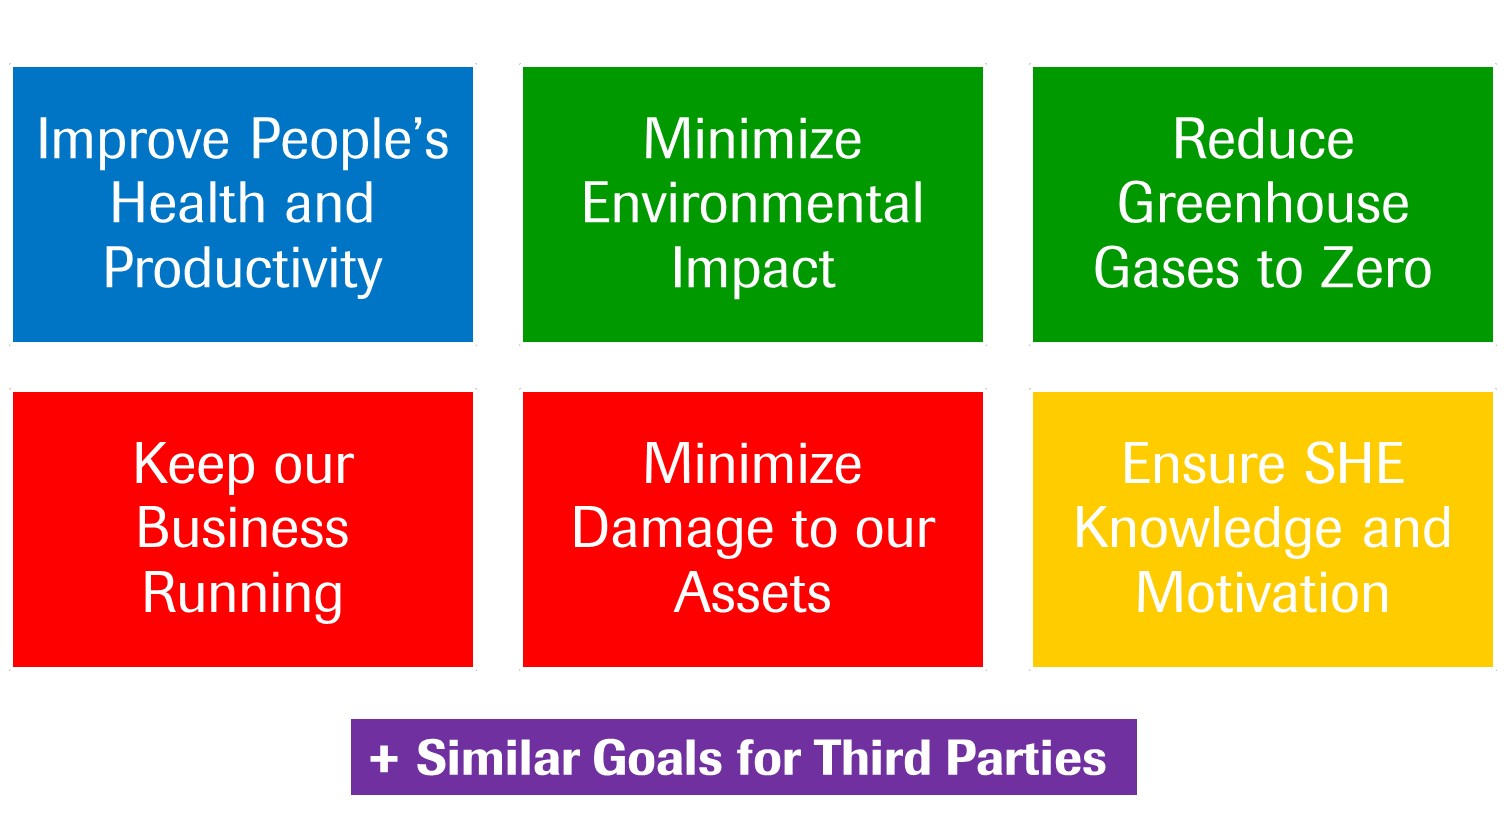 Improve People’s
Health and
Productivity
Minimize
Environmental
Impact
Reduce
Greenhouse
Gases to Zero
Keep our
Business
Running
Minimize
Damage to our
Assets
Ensure SHE
Knowledge and
Motivation
+ Similar Goals for Third Parties